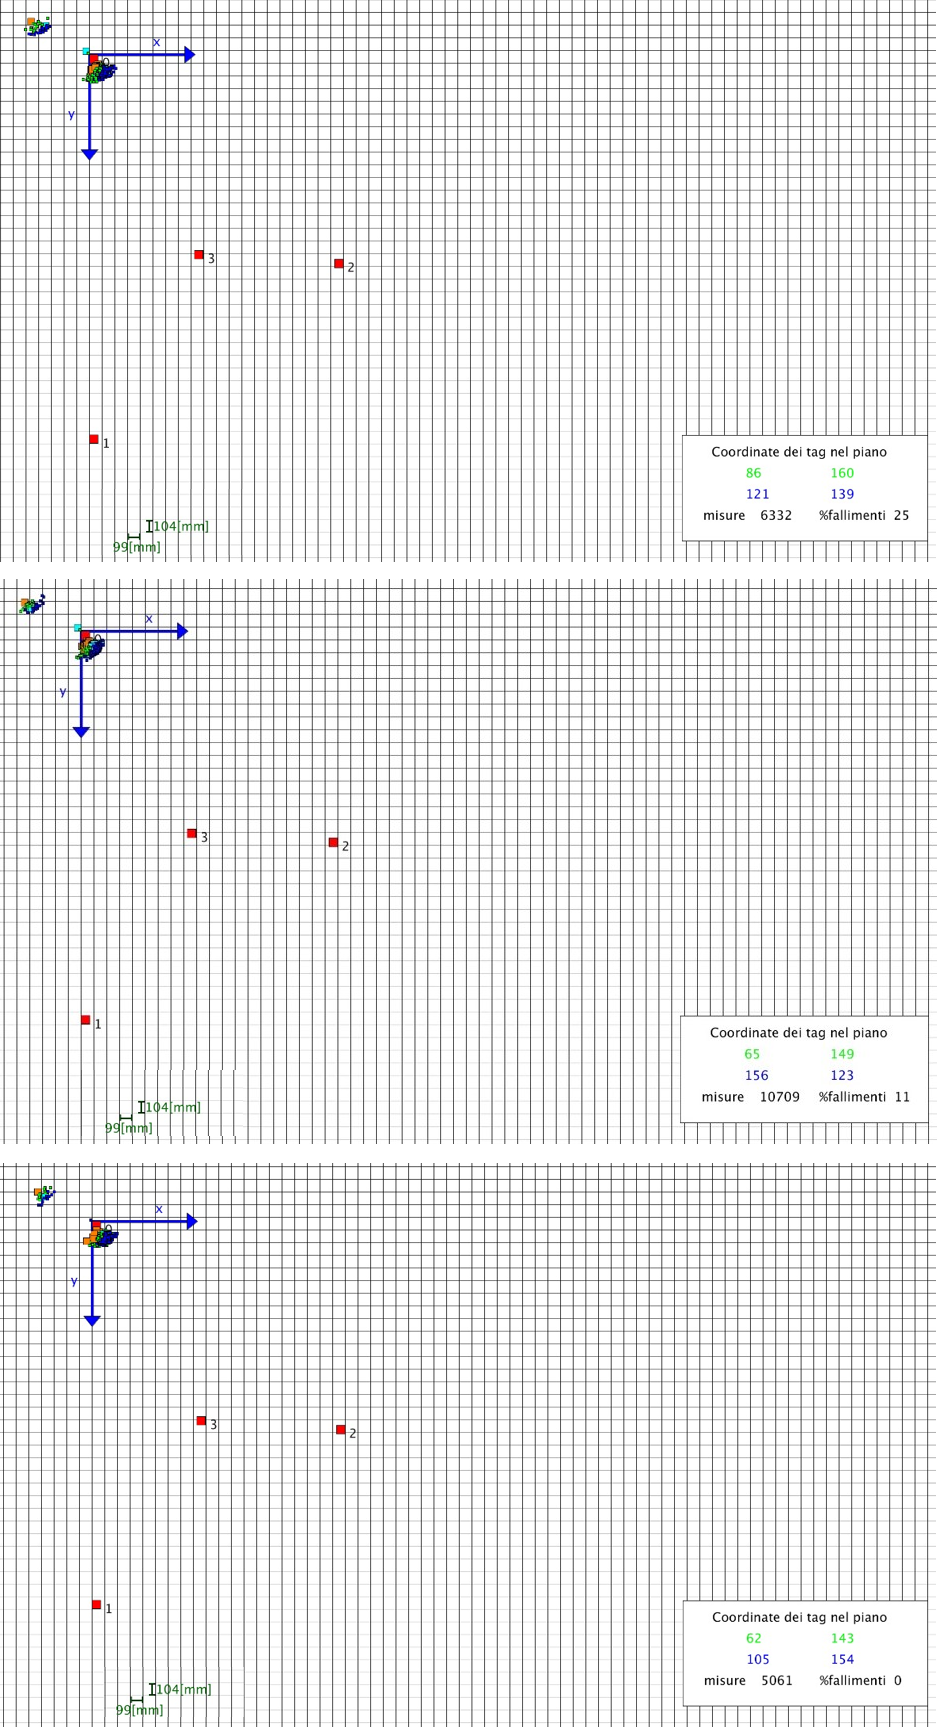 x
0
y
3
2
1
Coordinate dei tag nel piano
86 160
121 139
misure 6332 %fallimenti 25
104[mm]
99[mm]
x
0
y
3
2
1
Coordinate dei tag nel piano
65 149
156 123
misure 10709 %fallimenti 11
104[mm]
99[mm]
x
0
y
3
2
1
Coordinate dei tag nel piano
62 143
105 154
misure 5061 %fallimenti 0
104[mm]
99[mm]